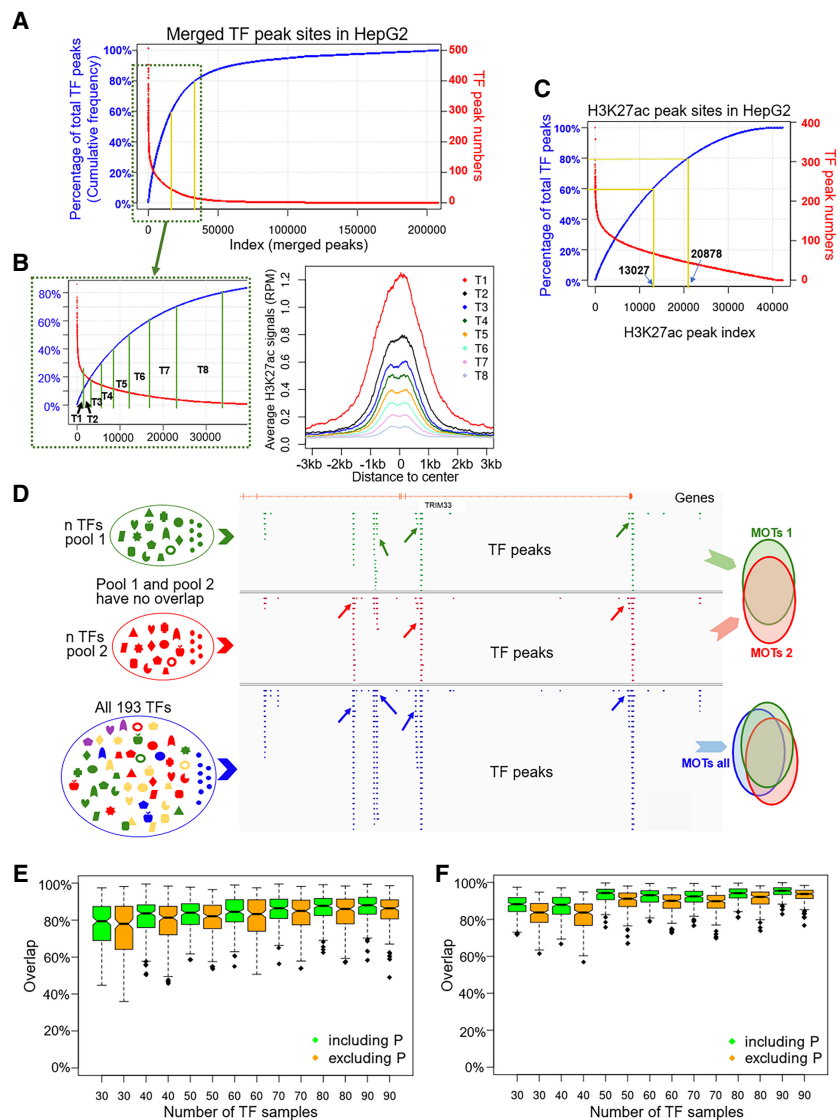 A
Merged TF peak sites in HepG2
Percentage of total TF peaks
(Cumulative frequency)
100%
80%
60%
40%
20%
0%
500
400
300
200
100
0
TF peak numbers
0
50000
100000
150000
200000
Index (merged peaks)
C
H3K27ac peak sites in HepG2
Percentage of total TF peaks
100%
80%
60%
40%
20%
0%
400
300
200
100
0
TF peak numbers
13027
20878
0
10000
20000
30000
40000
H3K27ac peak index
B
80%
60%
40%
20%
0%
T1
T2
T3
T4
T5
T6
T7
T8
0
10000
20000
30000
Average H3K27ac signals (RPM)
1.2
1.0
0.8
0.6
0.4
0.2
0.0
T1
T2
T3
T4
T5
T6
T7
T8
-3kb
-2kb
-1kb
0
1kb
2kb
3kb
Distance to center
D
n TFs
pool 1
Pool 1 and pool 2
have no overlap
n TFs
pool 2
All 193 TFs
TRIM33
Genes
TF peaks
TF peaks
TF peaks
MOTs 1
MOTs 2
MOTs all
E
Overlap
100%
80%
60%
40%
20%
0%
including P
excluding P
30 30 40 40 50 50 60 60 70 70 80 80 90 90
Number of TF samples
F
Overlap
100%
80%
60%
40%
20%
0%
including P
excluding P
30 30 40 40 50 50 60 60 70 70 80 80 90 90
Number of TF samples